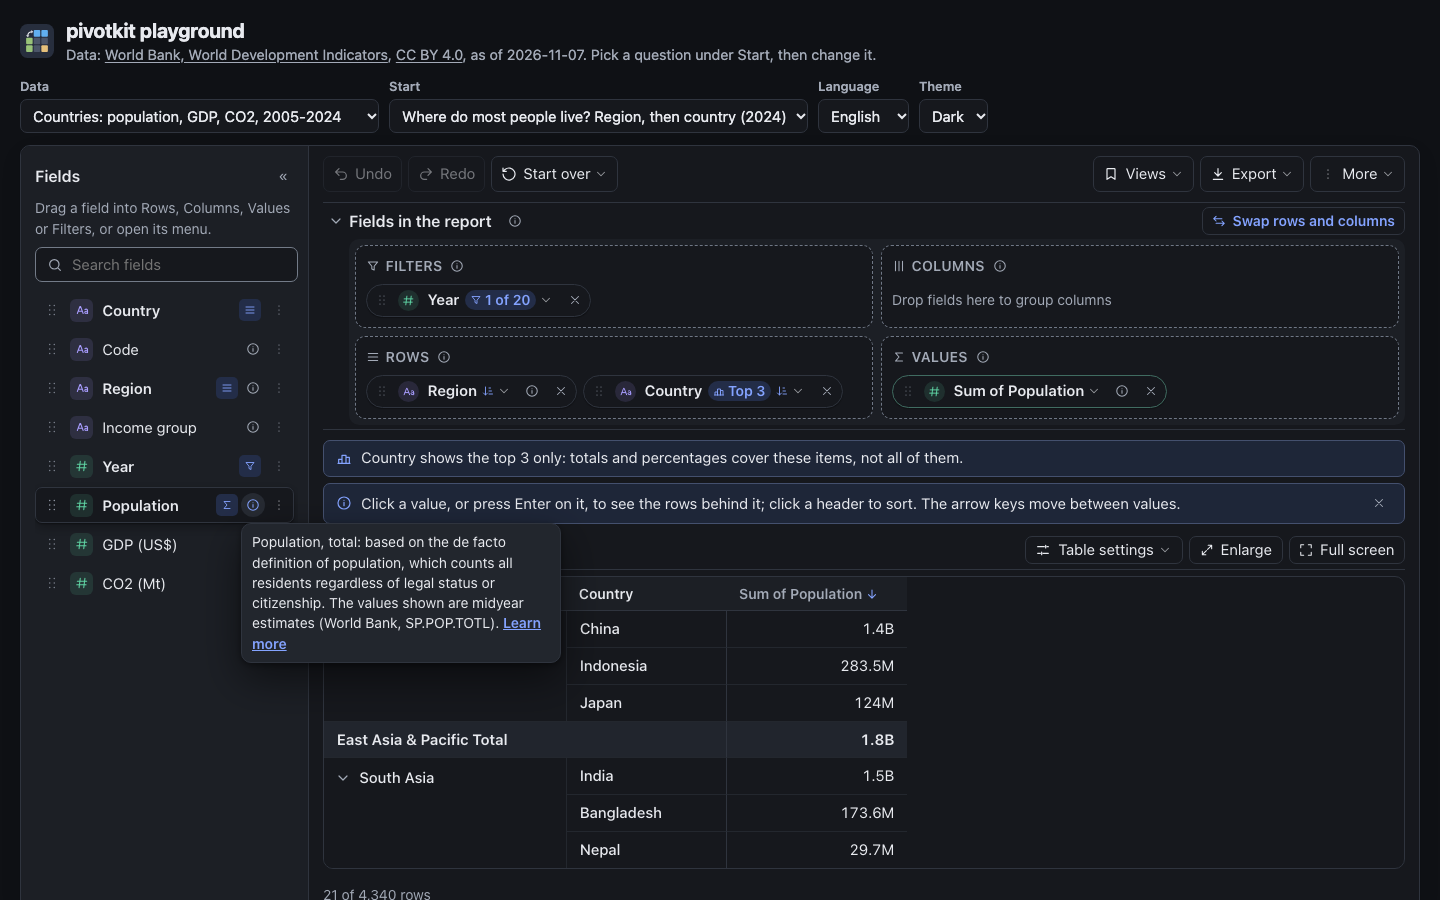 pivotkit playground
Data: World Bank, World Development Indicators, CC BY 4.0, as of 2026-11-07. Pick a question under Start, then change it.
Data
Start
Language
Theme
Countries: population, GDP, CO2, 2005-2024
Where do most people live? Region, then country (2024)
English
Dark
Fields
«
Drag a field into Rows, Columns, Values
or Filters, or open its menu.
Search fields
Aa Country
Aa Code
Aa Region
Aa Income group
# Year
# Population Σ
# GDP (US$)
# CO2 (Mt)
Population, total: based on the de facto
definition of population, which counts all
residents regardless of legal status or
citizenship. The values shown are midyear
estimates (World Bank, SP.POP.TOTL). Learn
more
Undo
Redo
Start over
Views
Export
More
Fields in the report
Swap rows and columns
FILTERS
# Year 1 of 20
COLUMNS
Drop fields here to group columns
ROWS
Aa Region
Aa Country Top 3
Σ VALUES
# Sum of Population
Country shows the top 3 only: totals and percentages cover these items, not all of them.
Click a value, or press Enter on it, to see the rows behind it; click a header to sort. The arrow keys move between values.
Table settings
Enlarge
Full screen
Country Sum of Population
China 1.4B
Indonesia 283.5M
Japan 124M
East Asia & Pacific Total 1.8B
South Asia India 1.5B
Bangladesh 173.6M
Nepal 29.7M
21 of 4,340 rows